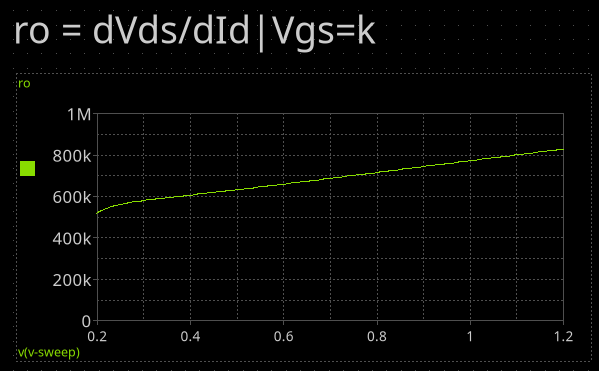 ro = dVds/dId|Vgs=k
ro
1M
800k
600k
400k
200k
0
0.2 0.4 0.6 0.8 1 1.2
v(v-sweep)